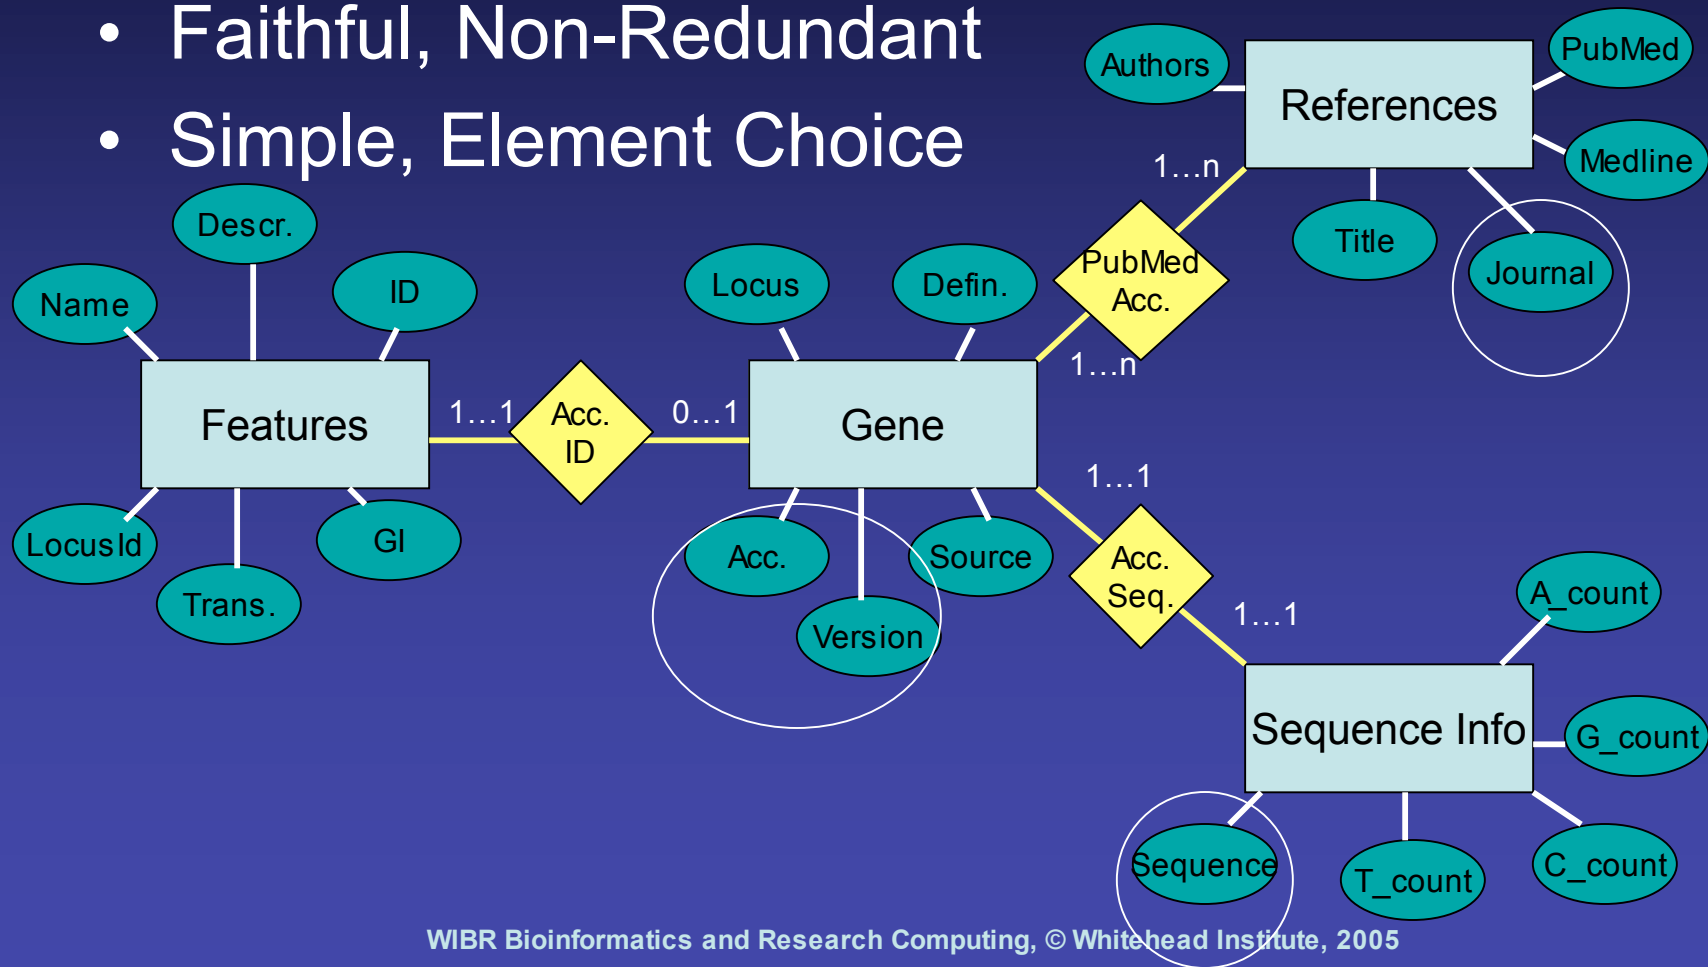 • Faithful, Non-Redundant
• Simple, Element Choice
Authors
PubMed
References
Medline
1…n
Title
Journal
PubMed
Acc.
1…n
Descr.
Name
ID
Locus
Defin.
Features
1…1
Acc.
ID
0…1
Gene
LocusId
Trans.
GI
Acc.
Version
Source
1…1
Acc.
Seq.
1…1
A_count
Sequence Info
G_count
Sequence
T_count
C_count
WIBR Bioinformatics and Research Computing, © Whitehead Institute, 2005